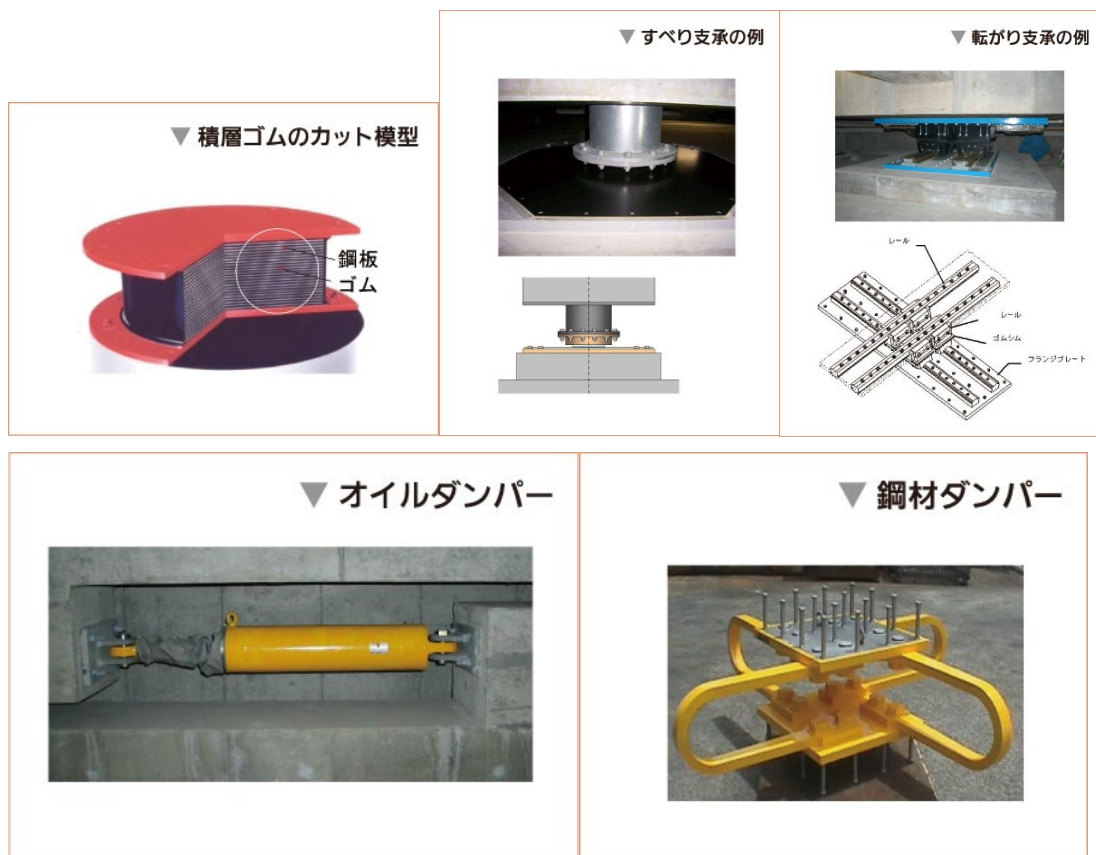 ▼ 積層ゴムのカット模型
鋼板
ゴム
▼ すべり支承の例
▼ 転がり支承の例
レール
レール
ゴムシム
フランジプレート
▼ オイルダンパー
▼ 鋼材ダンパー